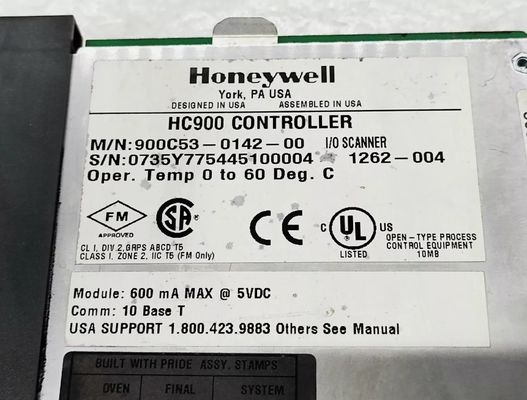 Honeywell
York, PA USA
DESIGNED IN USA ASSEMBLED IN USA
HC900 CONTROLLER
M/N:900C53-0142-00 I/O SCANNER
S/N:0735Y775445100004 1262-004
Oper. Temp 0 to 60 Deg. C
FM
APPROVED
SA
CE
UL
LISTED
C US
OPEN-TYPE PROCESS
CONTROL EQUIPMENT
10MB
CL I, DIV.2,GRPS ABCD T5
CLASS I, ZONE 2, IIC T5 (FM Only)
Module: 600 mA MAX @ 5VDC
Comm: 10 Base T
USA SUPPORT 1.800.423.9883 Others See Manual
BUILT WITH PRIDE ASSY. STAMPS
OVEN FINAL SYSTEM